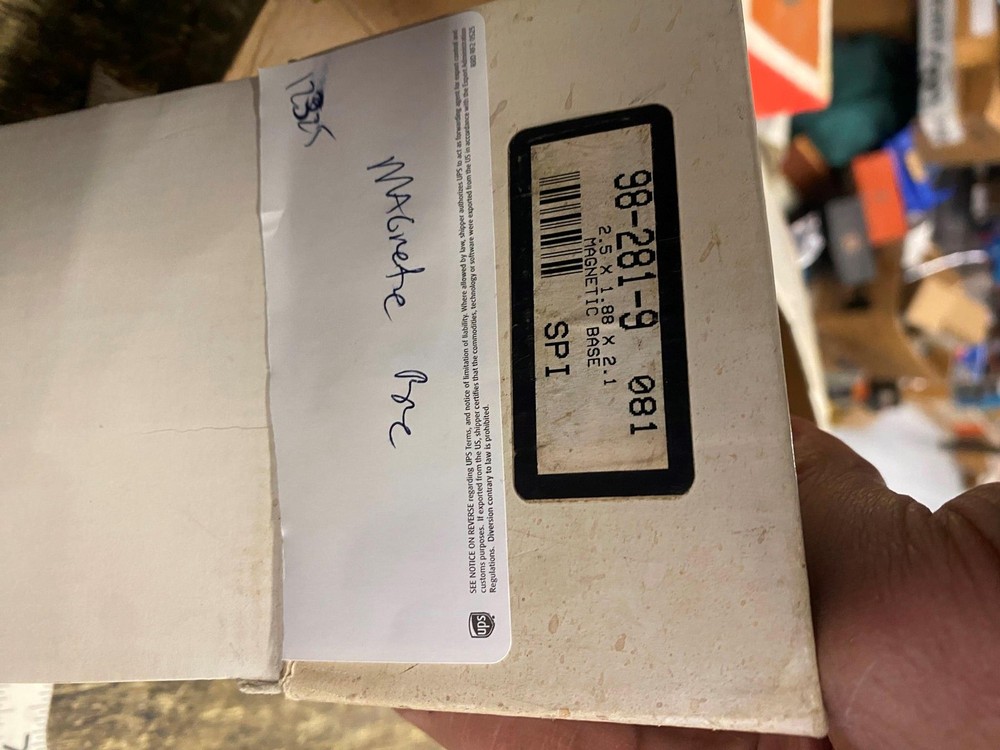 98-281-9 081
2.5 X 1.88 X 2.1
MAGNETIC BASE
SPI
SEE NOTICE ON REVERSE regarding UPS Terms, and notice of limitation of liability. Where allowed by law, shipper authorizes UPS to act as forwarding agent for export control and
customs purposes. If exported from the US, shipper certifies that the commodities, technology or software were exported from the US in accordance with the Export Administration
Regulations. Diversion contrary to law is prohibited.
ups
MAGnetic